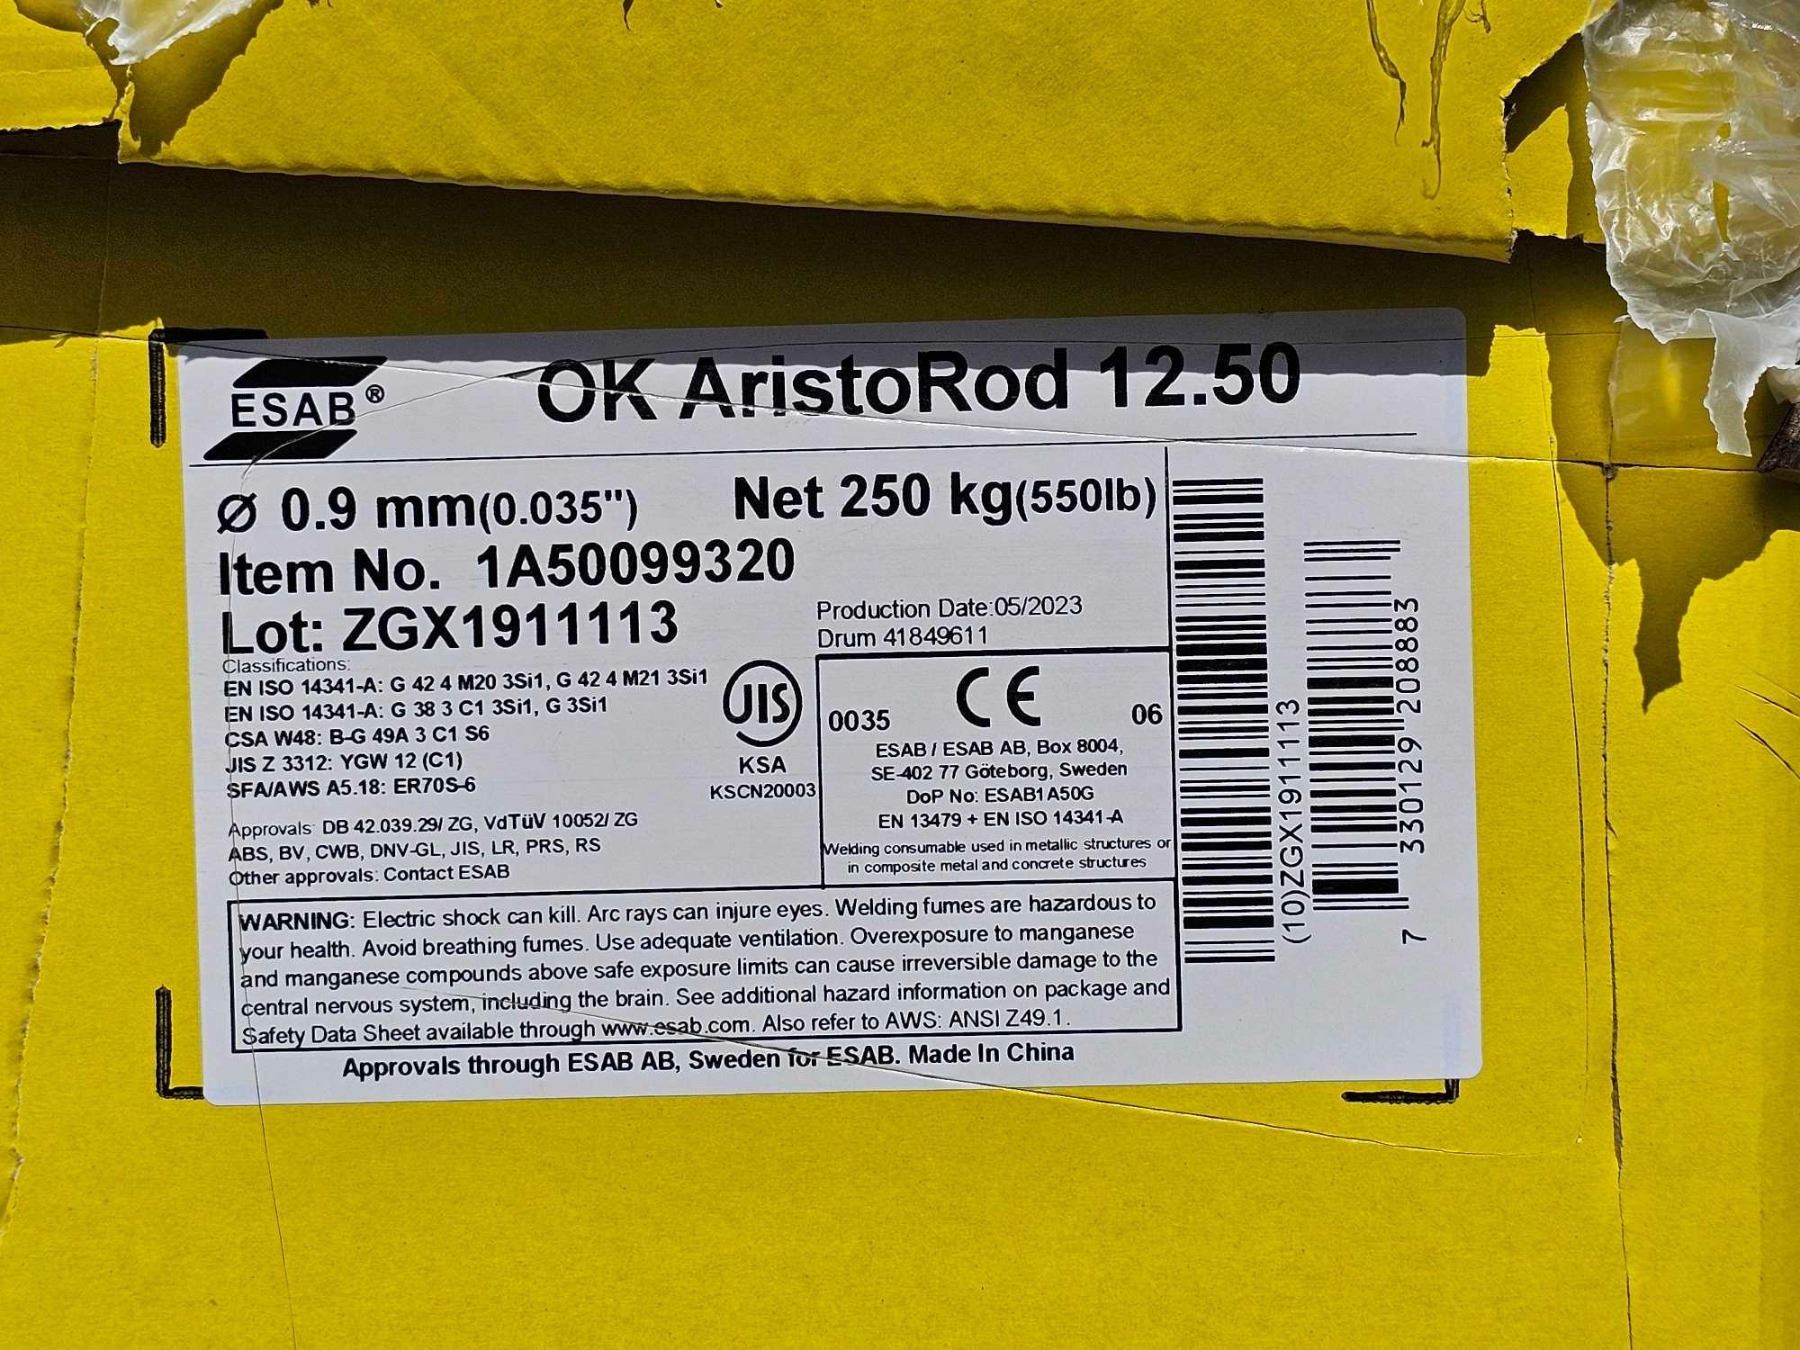 ESAB®
OK AristoRod 12.50
Ø 0.9 mm(0.035") Net 250 kg(550lb)
Item No. 1A50099320
Lot: ZGX1911113
Production Date:05/2023
Drum 41849611
Classifications:
EN ISO 14341-A: G 42 4 M20 3Si1, G 42 4 M21 3Si1
EN ISO 14341-A: G 38 3 C1 3Si1, G 3Si1
CSA W48: B-G 49A 3 C1 S6
JIS Z 3312: YGW 12 (C1)
SFA/AWS A5.18: ER70S-6
JIS
KSA
KSCN20003
Approvals: DB 42.039.29/ ZG, VdTüV 10052/ ZG
ABS, BV, CWB, DNV-GL, JIS, LR, PRS, RS
Other approvals: Contact ESAB
CE
0035 06
ESAB / ESAB AB, Box 8004,
SE-402 77 Göteborg, Sweden
DoP No: ESAB1A50G
EN 13479 + EN ISO 14341-A
Welding consumable used in metallic structures or
in composite metal and concrete structures
(10)ZGX1911113
7 330129 208883
WARNING: Electric shock can kill. Arc rays can injure eyes. Welding fumes are hazardous to
your health. Avoid breathing fumes. Use adequate ventilation. Overexposure to manganese
and manganese compounds above safe exposure limits can cause irreversible damage to the
central nervous system, including the brain. See additional hazard information on package and
Safety Data Sheet available through www.esab.com. Also refer to AWS: ANSI Z49.1.
Approvals through ESAB AB, Sweden for ESAB. Made In China